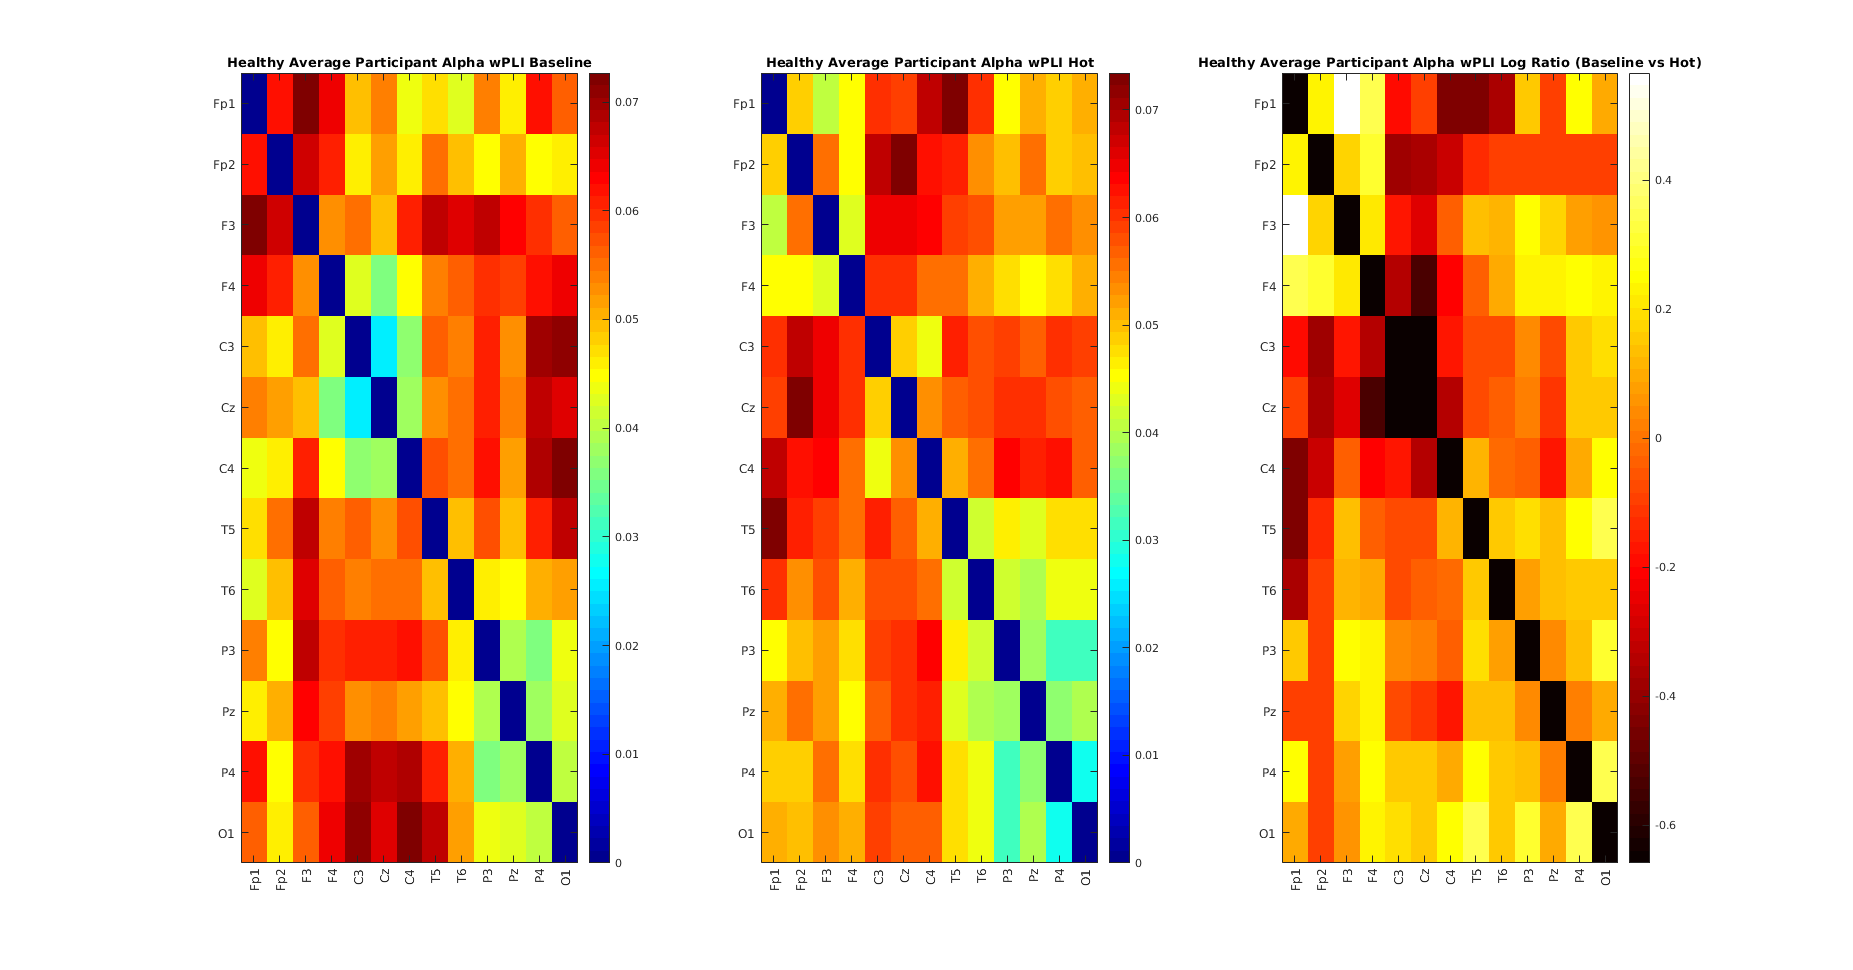 Healthy Average Participant Alpha wPLI Baseline
Fp1
Fp2
F3
F4
C3
Cz
C4
T5
T6
P3
Pz
P4
O1
Fp1 Fp2 F3 F4 C3 Cz C4 T5 T6 P3 Pz P4 O1
0.07
0.06
0.05
0.04
0.03
0.02
0.01
0
Healthy Average Participant Alpha wPLI Hot
Fp1
Fp2
F3
F4
C3
Cz
C4
T5
T6
P3
Pz
P4
O1
Fp1 Fp2 F3 F4 C3 Cz C4 T5 T6 P3 Pz P4 O1
0.07
0.06
0.05
0.04
0.03
0.02
0.01
0
Healthy Average Participant Alpha wPLI Log Ratio (Baseline vs Hot)
Fp1
Fp2
F3
F4
C3
Cz
C4
T5
T6
P3
Pz
P4
O1
Fp1 Fp2 F3 F4 C3 Cz C4 T5 T6 P3 Pz P4 O1
0.4
0.2
0
-0.2
-0.4
-0.6